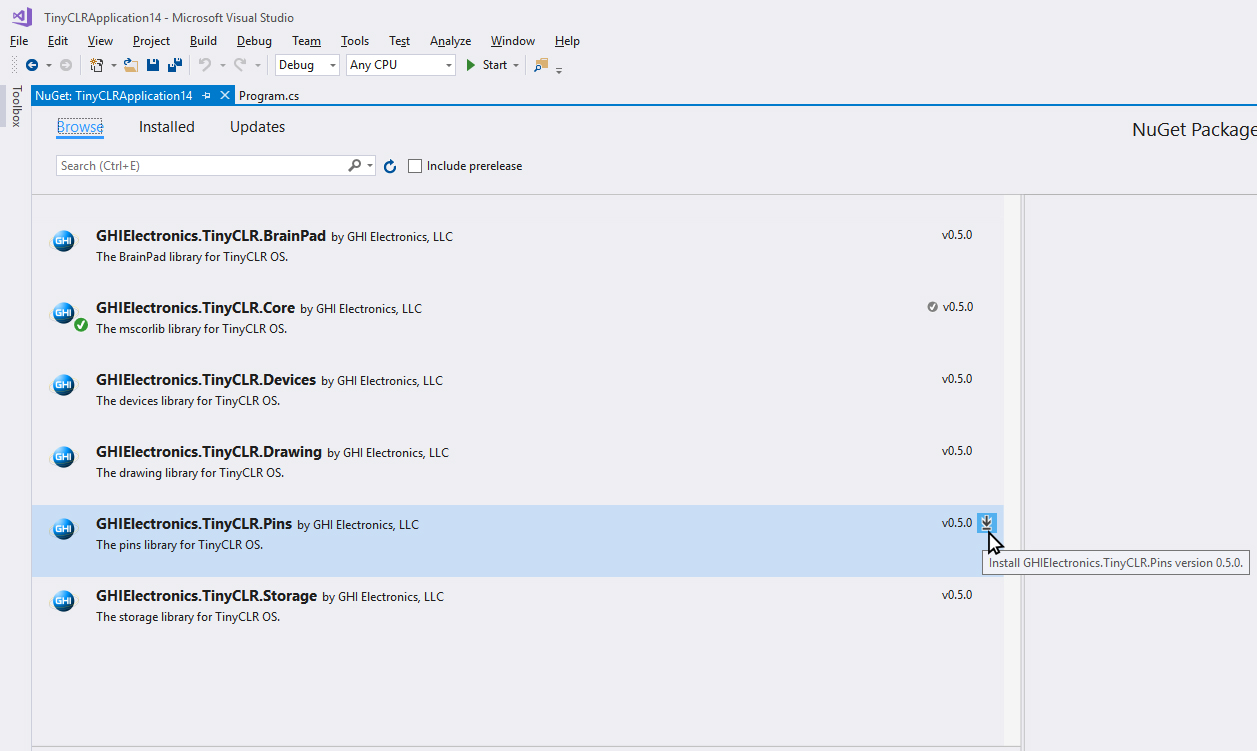 TinyCLRApplication14 - Microsoft Visual Studio
File Edit View Project Build Debug Team Tools Test Analyze Window Help
Debug Any CPU Start
Toolbox
NuGet: TinyCLRApplication14 Program.cs
Browse Installed Updates
NuGet Package
Search (Ctrl+E) Include prerelease
GHI
GHIElectronics.TinyCLR.BrainPad by GHI Electronics, LLC v0.5.0
The BrainPad library for TinyCLR OS.
GHI
GHIElectronics.TinyCLR.Core by GHI Electronics, LLC v0.5.0
The mscorlib library for TinyCLR OS.
GHI
GHIElectronics.TinyCLR.Devices by GHI Electronics, LLC v0.5.0
The devices library for TinyCLR OS.
GHI
GHIElectronics.TinyCLR.Drawing by GHI Electronics, LLC v0.5.0
The drawing library for TinyCLR OS.
GHI
GHIElectronics.TinyCLR.Pins by GHI Electronics, LLC v0.5.0
The pins library for TinyCLR OS.
Install GHIElectronics.TinyCLR.Pins version 0.5.0.
GHI
GHIElectronics.TinyCLR.Storage by GHI Electronics, LLC v0.5.0
The storage library for TinyCLR OS.